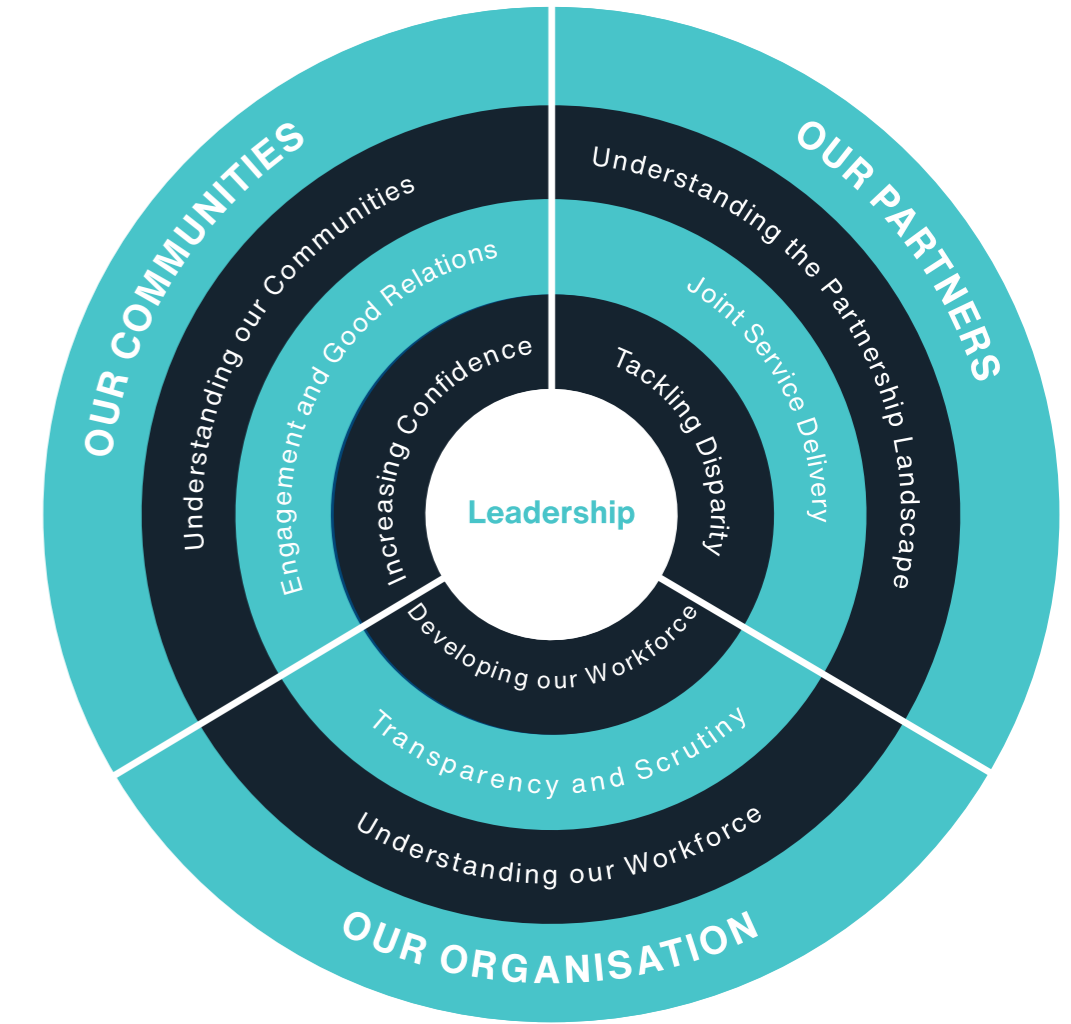 OUR COMMUNITIES
Understanding our Communities
Engagement and Good Relations
Increasing Confidence
OUR PARTNERS
Understanding the Partnership Landscape
Joint Service Delivery
Tackling Disparity
Leadership
Developing our Workforce
Transparency and Scrutiny
Understanding our Workforce
OUR ORGANISATION